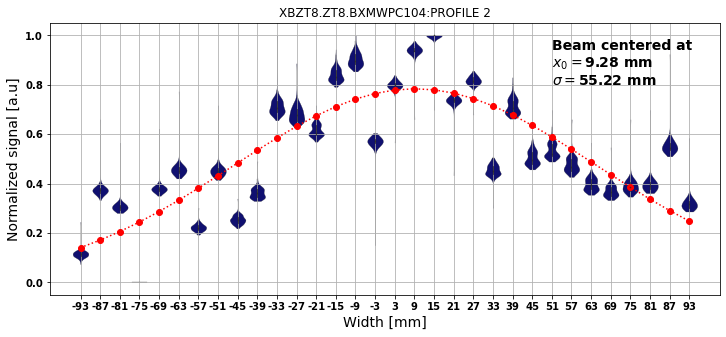 XBZT8.ZT8.BXMWPC104:PROFILE 2
Beam centered at
x₀ = 9.28 mm
σ = 55.22 mm
Normalized signal [a.u]
1.0
0.8
0.6
0.4
0.2
0.0
-93 -87 -81 -75 -69 -63 -57 -51 -45 -39 -33 -27 -21 -15 -9 -3 3 9 15 21 27 33 39 45 51 57 63 69 75 81 87 93
Width [mm]